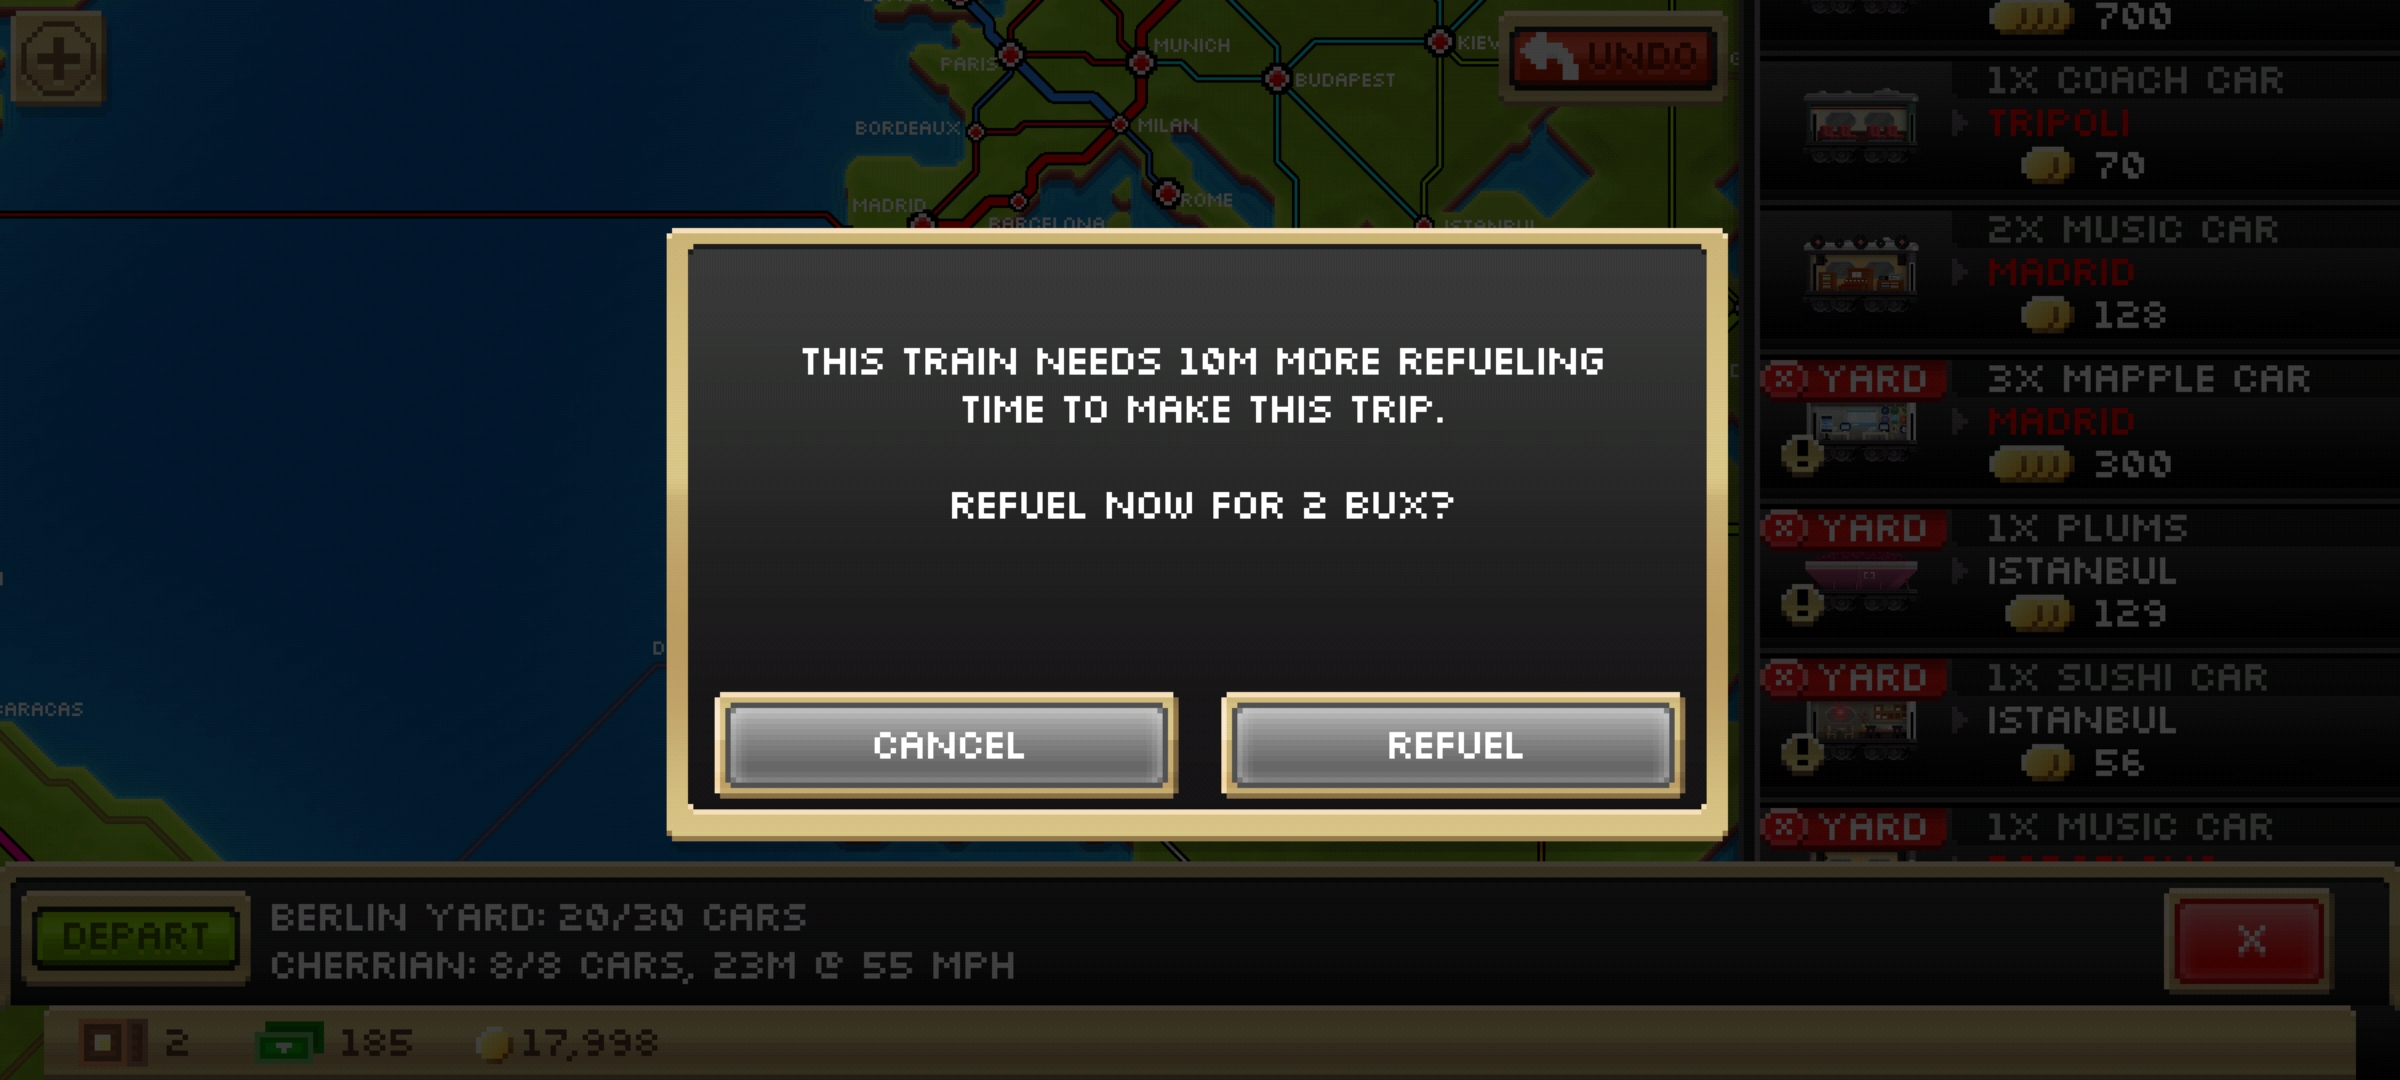 PARIS
MUNICH
BUDAPEST
KIEV
UNDO
BORDEAUX
MILAN
MADRID
BARCELONA
ROME
ISTANBUL
THIS TRAIN NEEDS 10M MORE REFUELING
TIME TO MAKE THIS TRIP.
REFUEL NOW FOR 2 BUX?
CANCEL
REFUEL
700
1X COACH CAR
TRIPOLI
70
2X MUSIC CAR
MADRID
128
YARD
3X MAPPLE CAR
MADRID
300
YARD
1X PLUMS
ISTANBUL
129
YARD
1X SUSHI CAR
ISTANBUL
56
YARD
1X MUSIC CAR
DEPART
BERLIN YARD: 20/30 CARS
CHERRIAN: 8/8 CARS, 23M @ 55 MPH
X
2
185
17,998